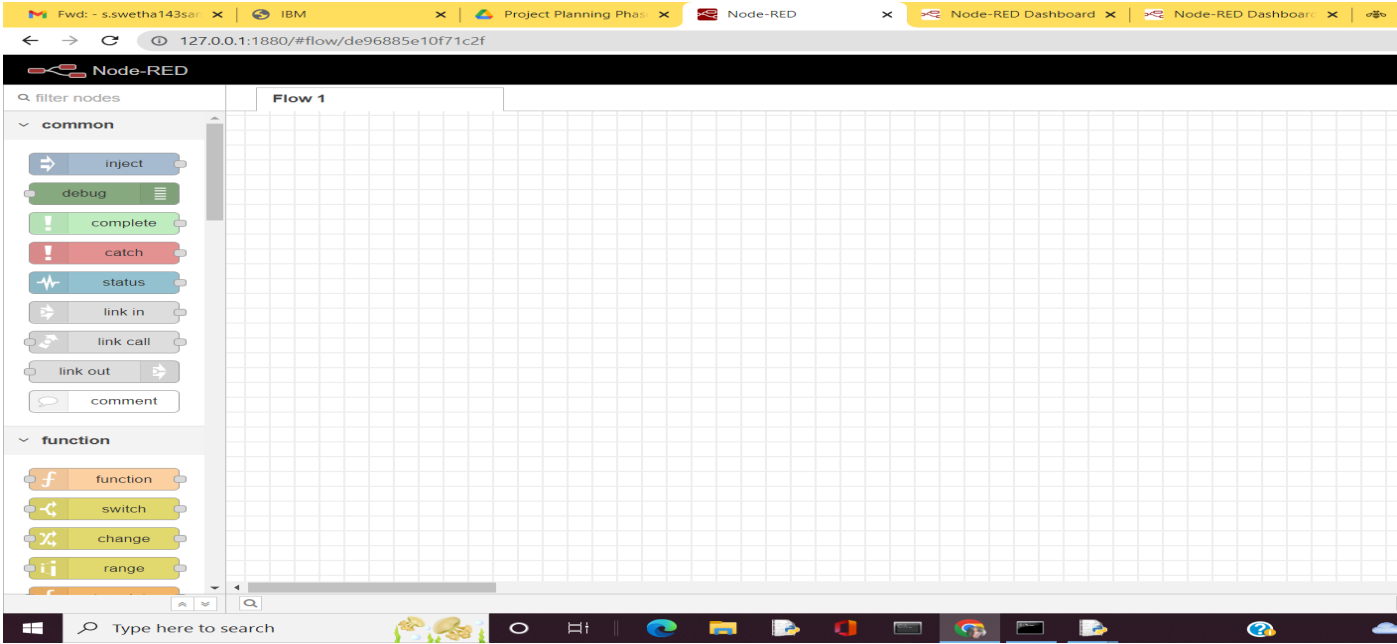 Fwd: - s.swetha143sar
IBM
Project Planning Phas
Node-RED
Node-RED Dashboard
Node-RED Dashboard
127.0.0.1:1880/#flow/de96885e10f71c2f
Node-RED
filter nodes
Flow 1
common
inject
debug
complete
catch
status
link in
link call
link out
comment
function
function
switch
change
range
Type here to search